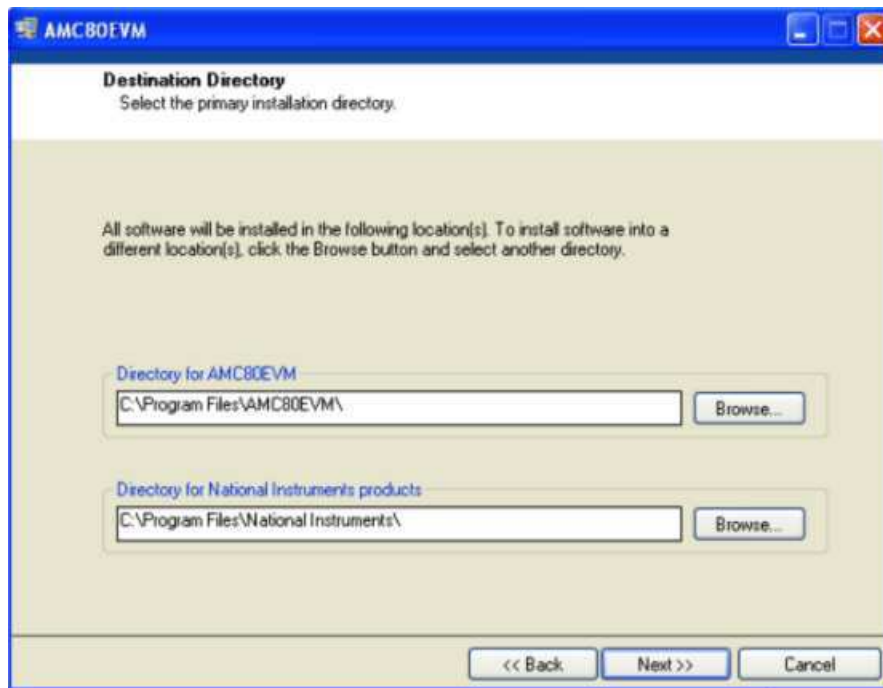 AMC80EVM
Destination Directory
Select the primary installation directory.
All software will be installed in the following location(s). To install software into a
different location(s), click the Browse button and select another directory.
Directory for AMC80EVM
C:\Program Files\AMC80EVM\
Browse...
Directory for National Instruments products
C:\Program Files\National Instruments\
Browse...
<< Back
Next >>
Cancel